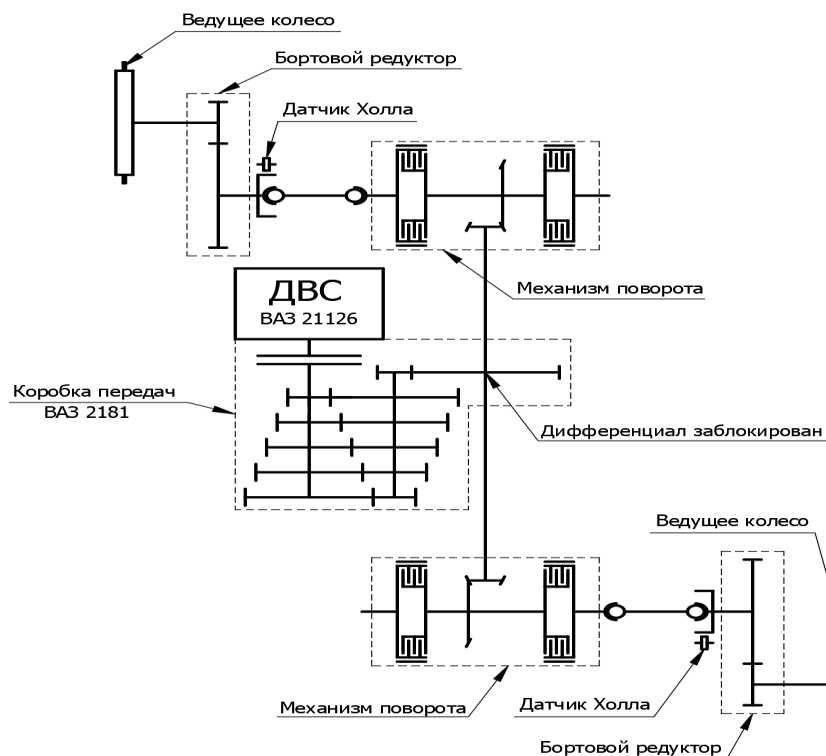 Ведущее колесо
Бортовой редуктор
Датчик Холла
Механизм поворота
ДВС
ВАЗ 21126
Коробка передач
ВАЗ 2181
Дифференциал заблокирован
Ведущее колесо
Механизм поворота
Датчик Холла
Бортовой редуктор